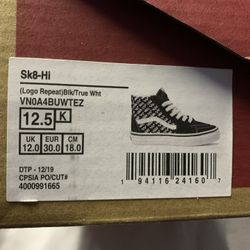 Sk8-Hi
(Logo Repeat)Blk/True Wht
VN0A4BUWTEZ
12.5 K
UK EUR CM
12.0 30.0 18.0
DTP - 12/19
CPSIA PO/CUT#
4000991665
1 94116 24160 7